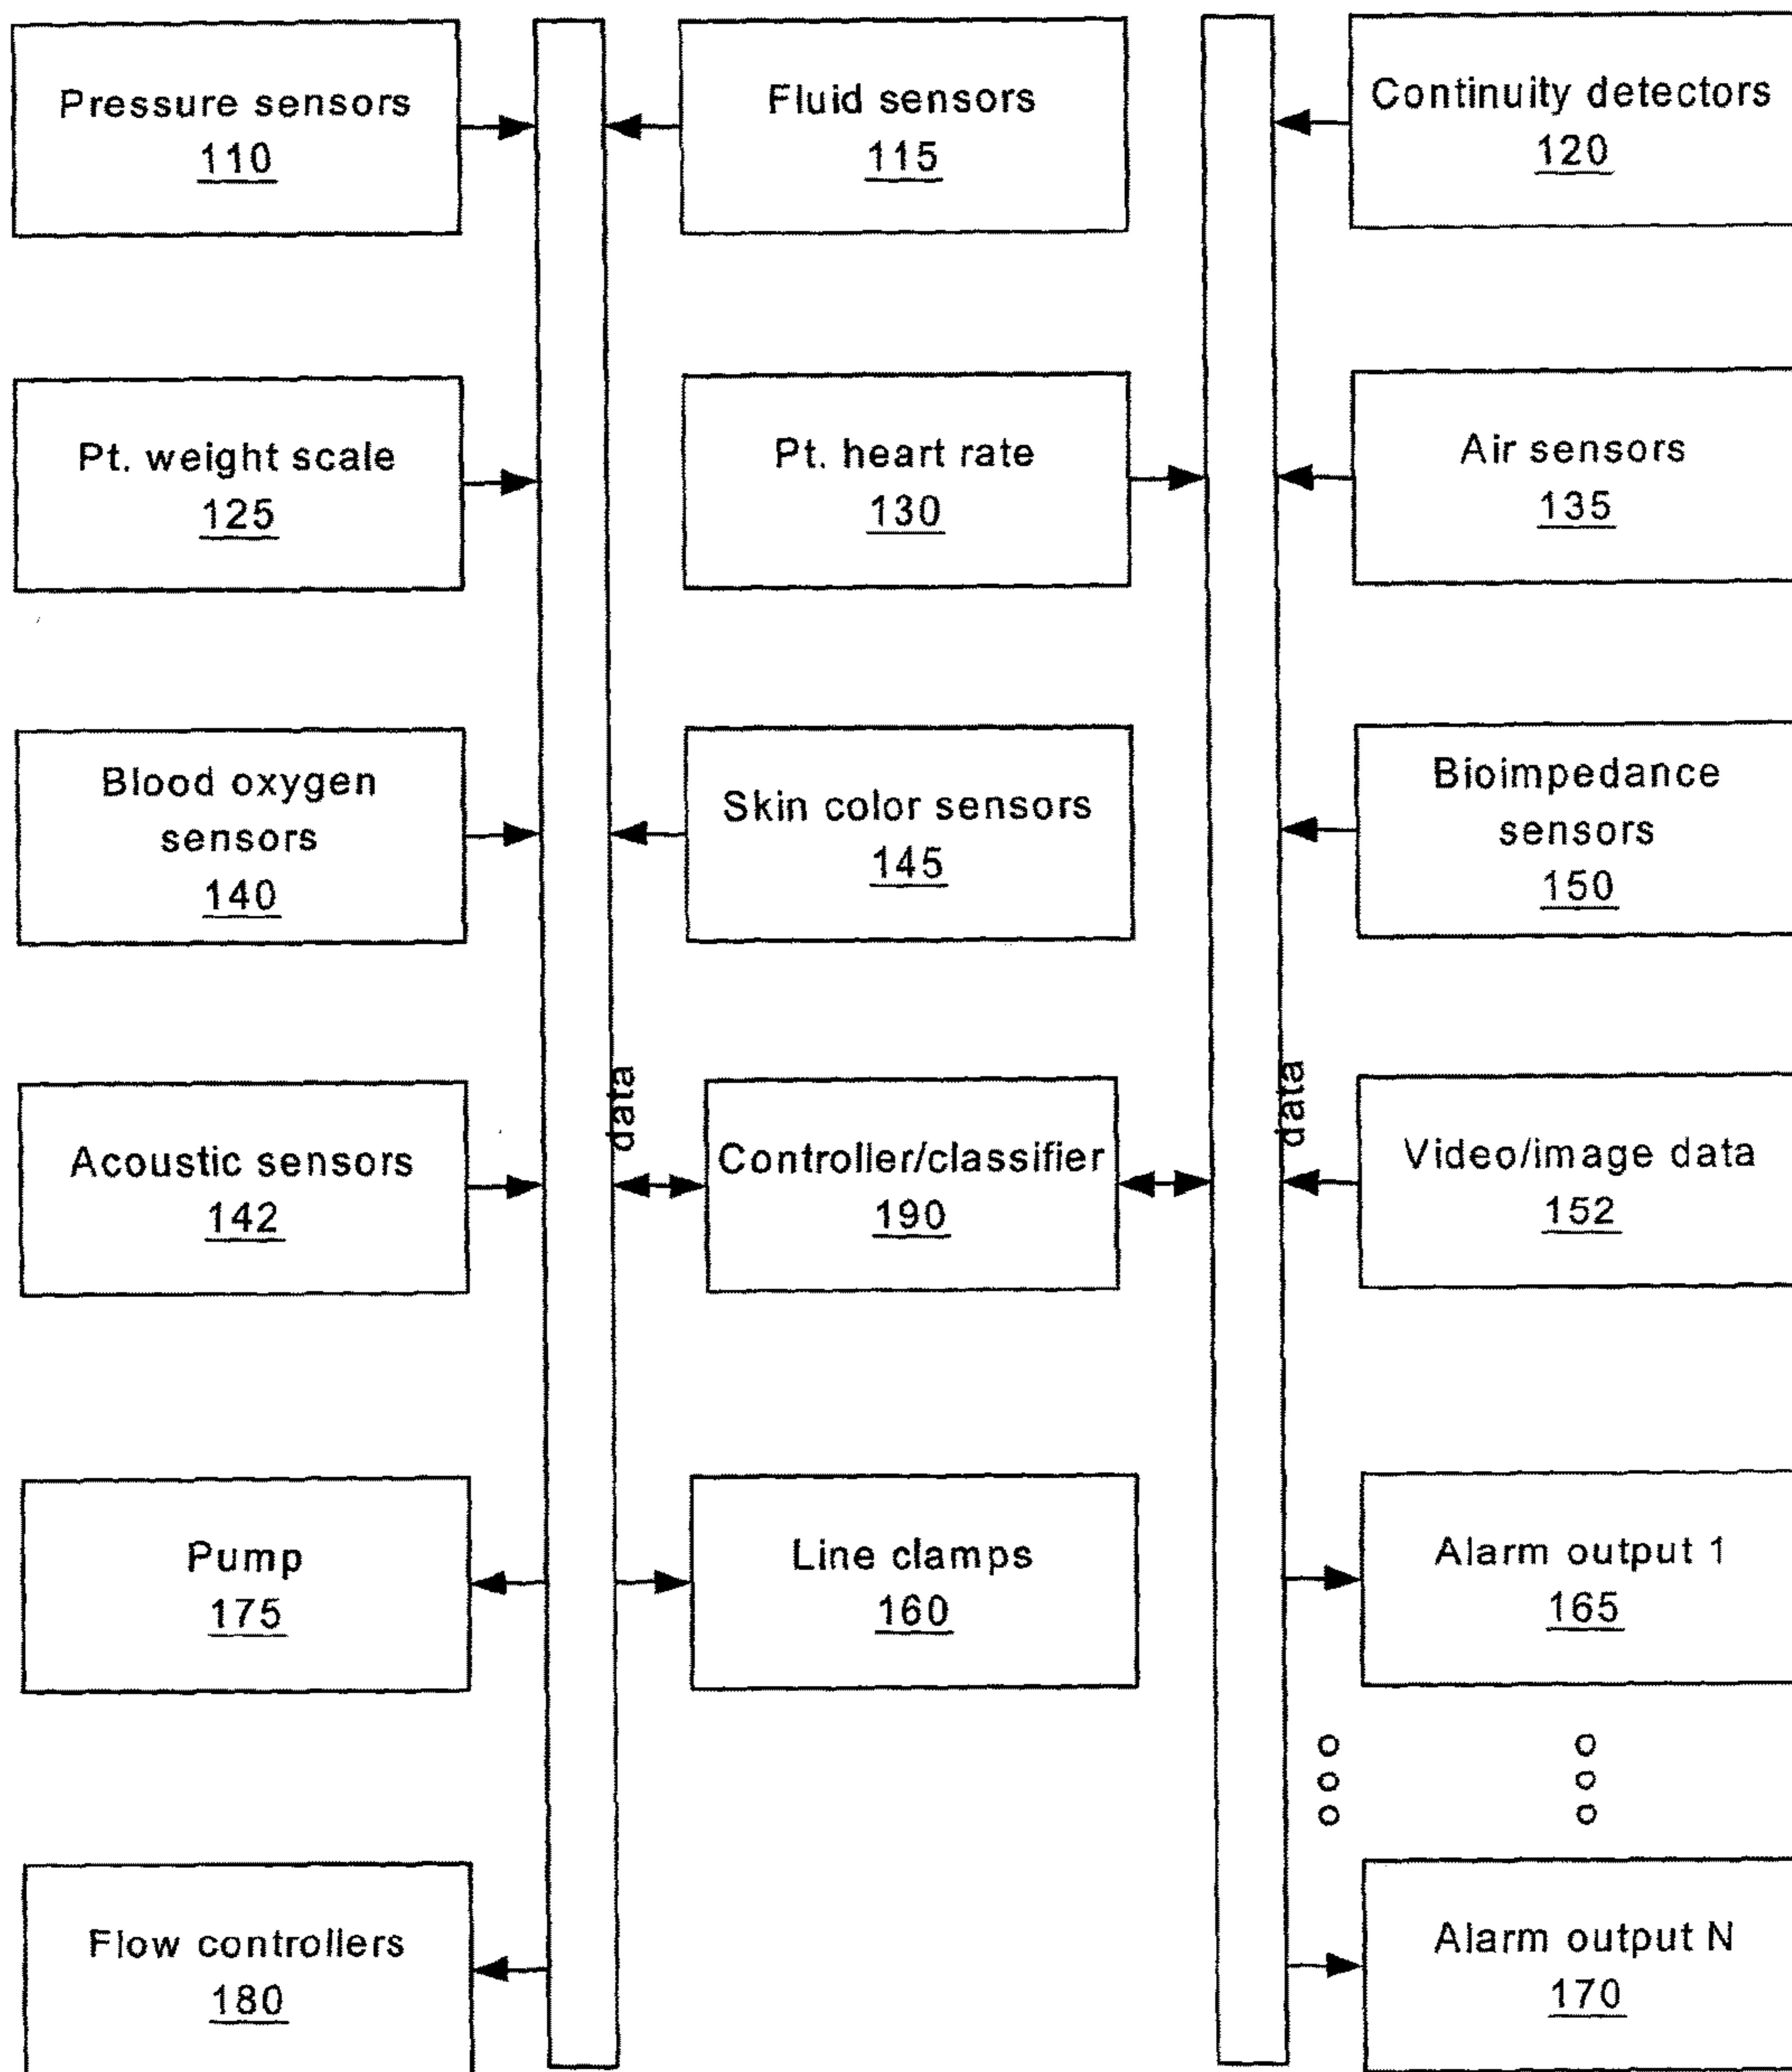 Pressure sensors
110
Fluid sensors
115
Continuity detectors
120
Pt. weight scale
125
Pt. heart rate
130
Air sensors
135
Blood oxygen
sensors
140
Skin color sensors
145
Bioimpedance
sensors
150
Acoustic sensors
142
data
Controller/classifier
190
data
Video/image data
152
Pump
175
Line clamps
160
Alarm output 1
165
Flow controllers
180
Alarm output N
170